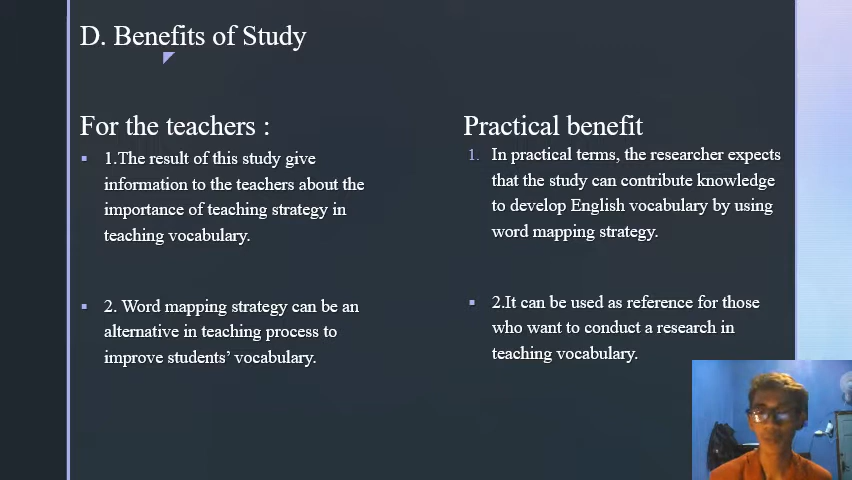 D. Benefits of Study
For the teachers :
▪ 1.The result of this study give
information to the teachers about the
importance of teaching strategy in
teaching vocabulary.
▪ 2. Word mapping strategy can be an
alternative in teaching process to
improve students’ vocabulary.
Practical benefit
1. In practical terms, the researcher expects
that the study can contribute knowledge
to develop English vocabulary by using
word mapping strategy.
▪ 2.It can be used as reference for those
who want to conduct a research in
teaching vocabulary.